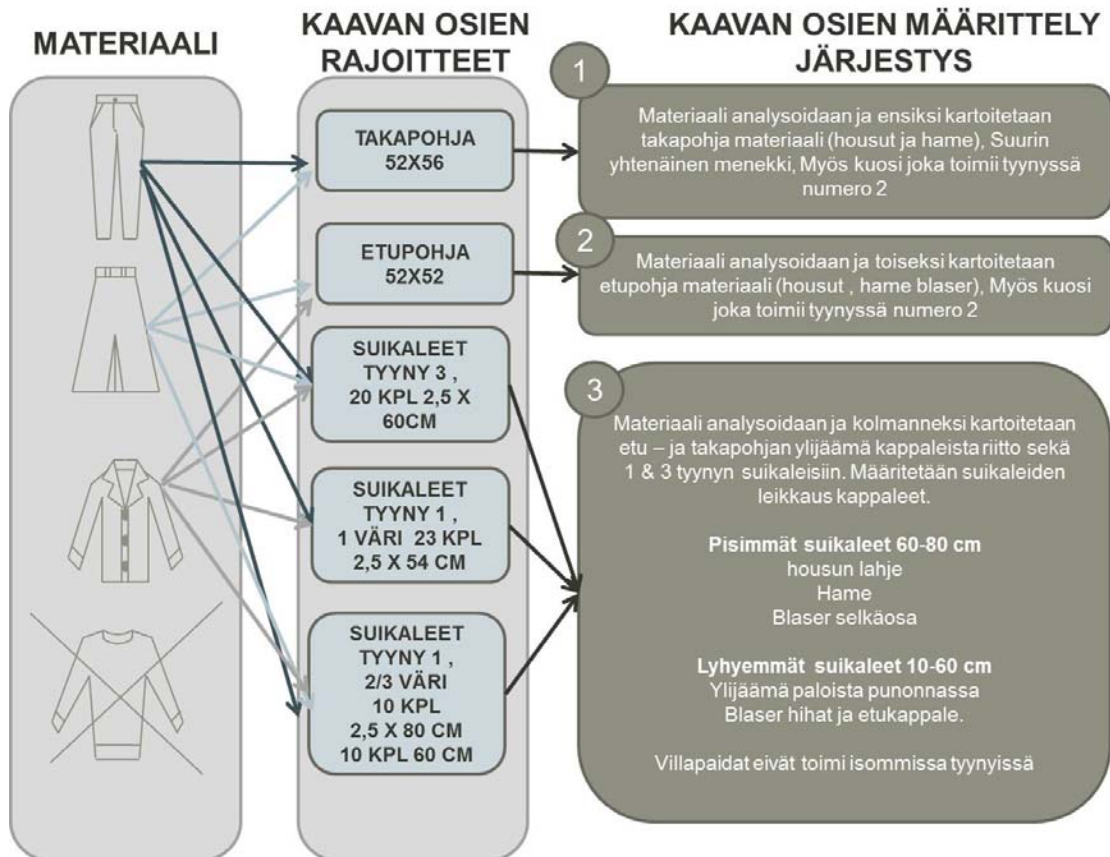 MATERIAALI
KAAVAN OSIEN
RAJOITTEET
KAAVAN OSIEN MÄÄRITTELY
JÄRJESTYS
TAKAPOHJA
52X56
ETUPOHJA
52X52
SUIKALEET
TYYNY 3 ,
20 KPL 2,5 X
60CM
SUIKALEET
TYYNY 1 ,
1 VÄRI 23 KPL
2,5 X 54 CM
SUIKALEET
TYYNY 1 ,
2/3 VÄRI
10 KPL
2,5 X 80 CM
10 KPL 60 CM
1
Materiaali analysoidaan ja ensiksi kartoitetaan
takapohja materiaali (housut ja hame), Suurin
yhtenäinen menekki, Myös kuosi joka toimii tyynyssä
numero 2
2
Materiaali analysoidaan ja toiseksi kartoitetaan
etupohja materiaali (housut , hame blaser), Myös kuosi
joka toimii tyynyssä numero 2
3
Materiaali analysoidaan ja kolmanneksi kartoitetaan
etu – ja takapohjan ylijäämä kappaleista riitto sekä
1 & 3 tyynyn suikaleisiin. Määritetään suikaleiden
leikkaus kappaleet.
Pisimmät suikaleet 60-80 cm
housun lahje
Hame
Blaser selkäosa
Lyhyemmät suikaleet 10-60 cm
Ylijäämä paloista punonnassa
Blaser hihat ja etukappale.
Villapaidat eivät toimi isommissa tyynyissä